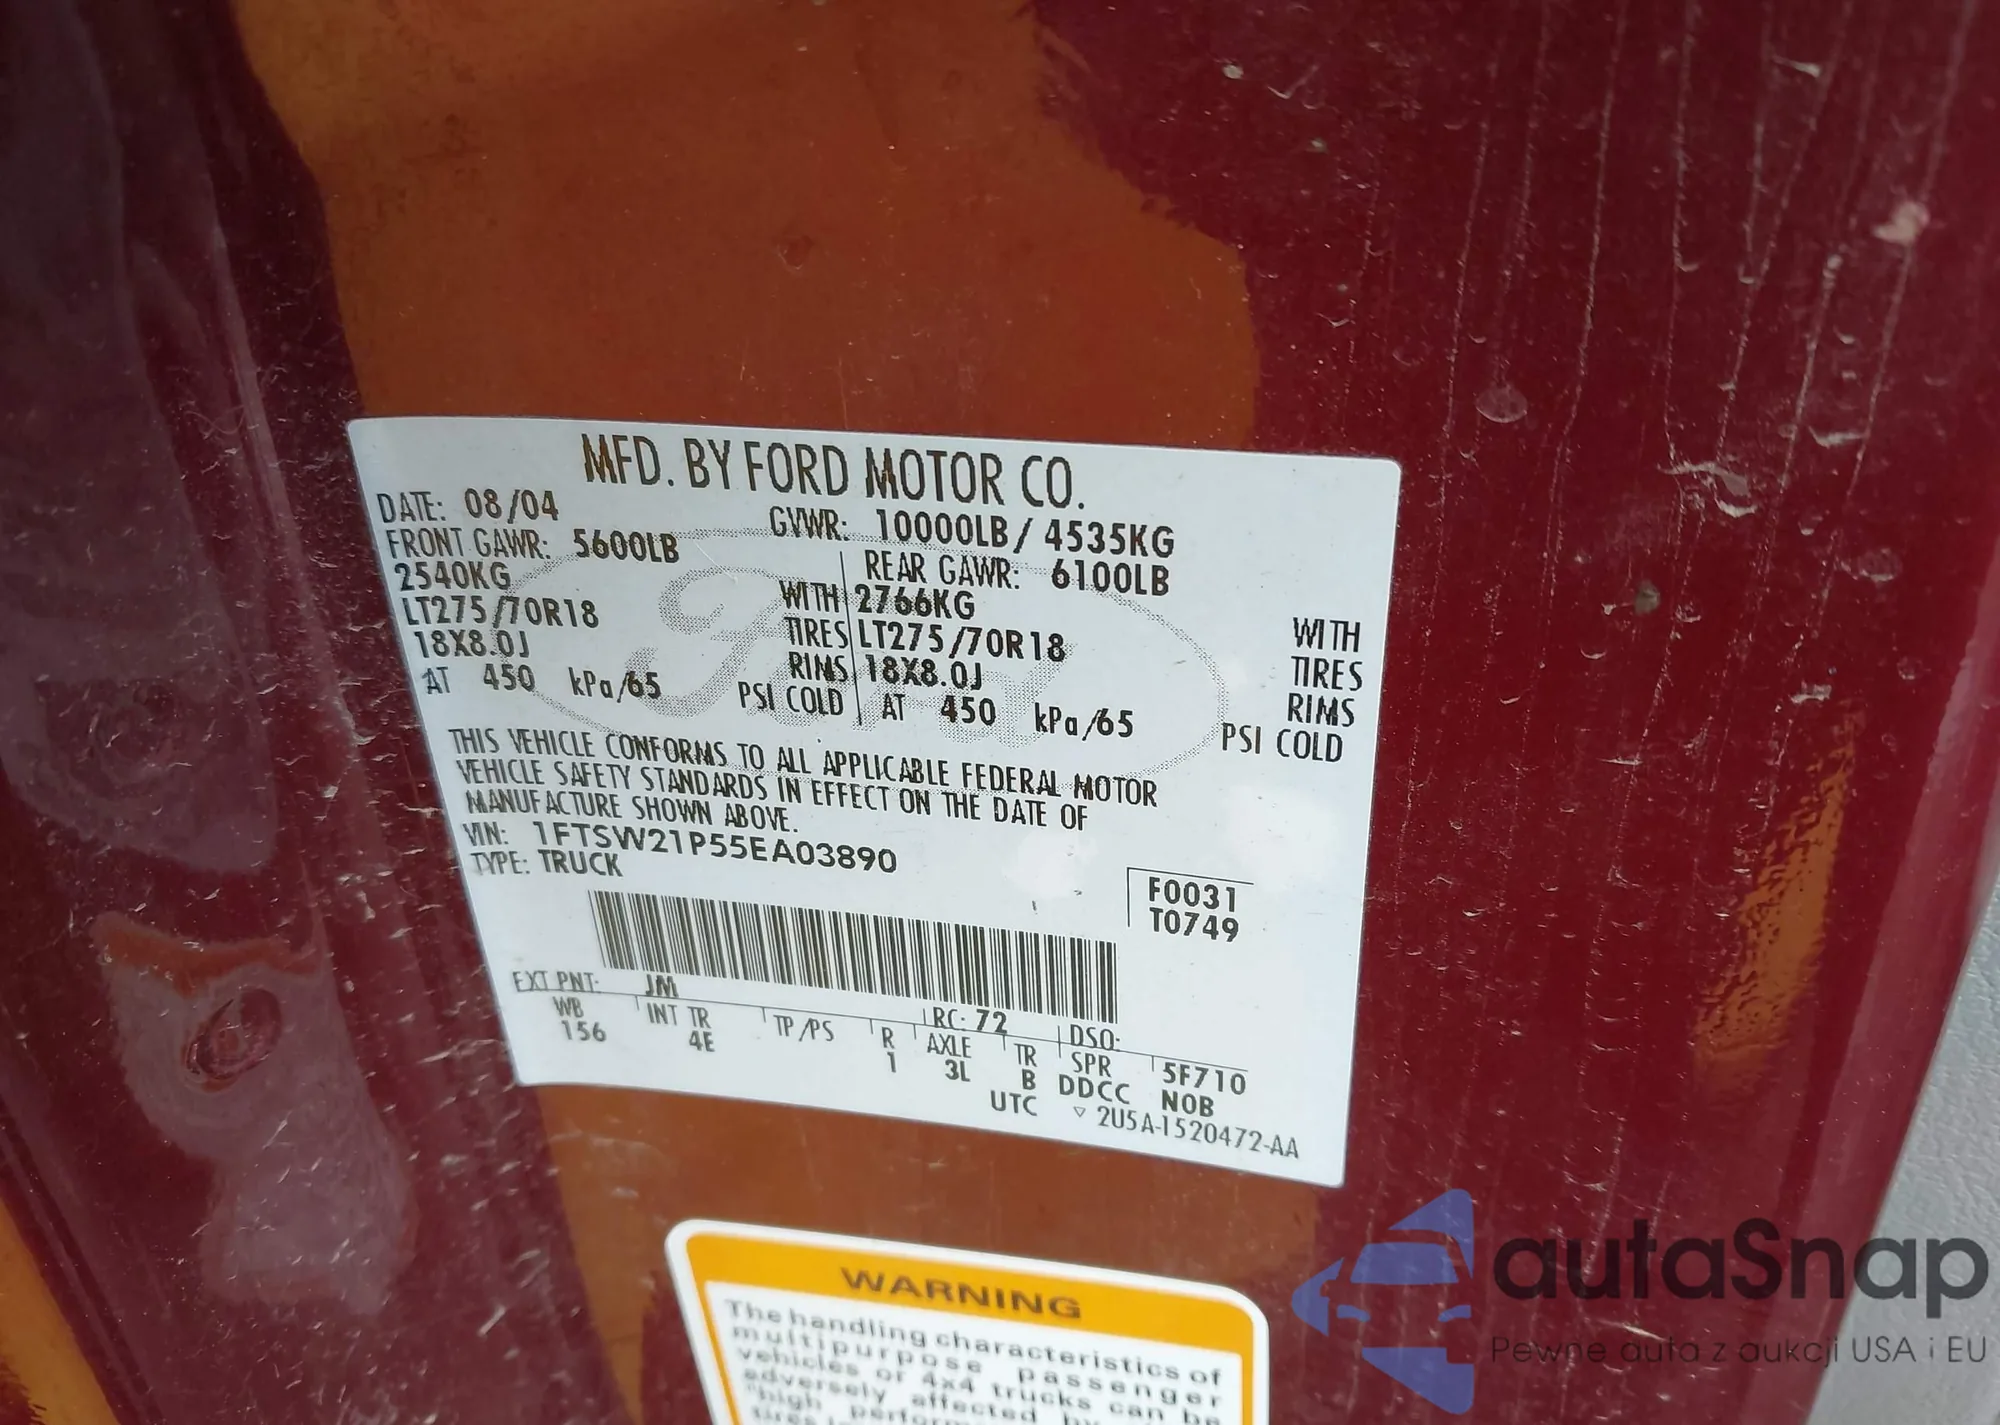 MFD. BY FORD MOTOR CO.
DATE: 08/04 GVWR: 10000LB/ 4535KG
FRONT GAWR: 5600LB REAR GAWR: 6100LB
2540KG WITH 2766KG WITH
LT275/70R18 TIRES LT275/70R18 TIRES
18X8.0J RIMS 18X8.0J RIMS
AT 450 kPa/65 PSI COLD AT 450 kPa/65 PSI COLD
THIS VEHICLE CONFORMS TO ALL APPLICABLE FEDERAL MOTOR
VEHICLE SAFETY STANDARDS IN EFFECT ON THE DATE OF
MANUFACTURE SHOWN ABOVE.
VIN: 1FTSW21P55EA03890
TYPE: TRUCK
F0031
T0749
EXT PNT: JM RC: 72 DSO:
WB INT TR TP/PS R AXLE TR SPR 5F710
156 4E 1 3L B DDCC N0B
UTC ▽ 2U5A-1520472-AA
WARNING
The handling characteristics of
multipurpose passenger
vehicles or 4x4 trucks can be
adversely affected by
"high
tires
autaSnap
Pewne auta z aukcji USA i EU